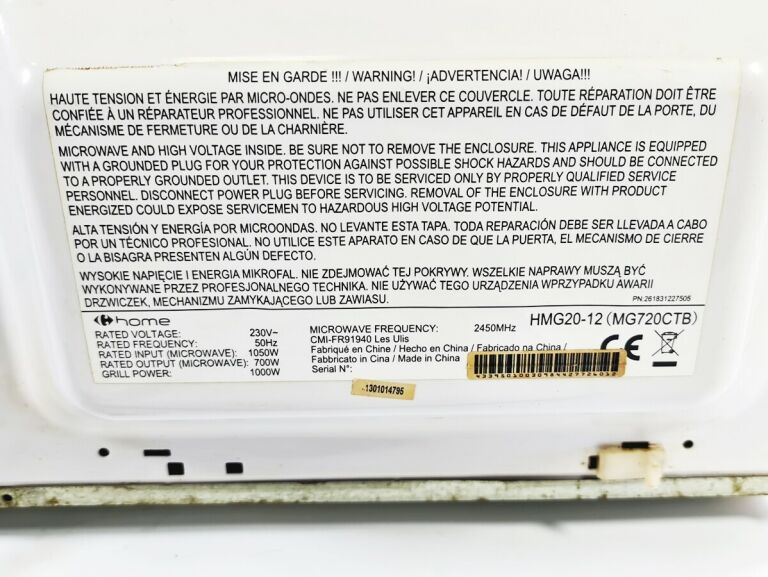 MISE EN GARDE !!! / WARNING! / ¡ADVERTENCIA! / UWAGA!!!
HAUTE TENSION ET ÉNERGIE PAR MICRO-ONDES. NE PAS ENLEVER CE COUVERCLE. TOUTE RÉPARATION DOIT ÊTRE
CONFIÉE À UN RÉPARATEUR PROFESSIONNEL. NE PAS UTILISER CET APPAREIL EN CAS DE DÉFAUT DE LA PORTE, DU
MÉCANISME DE FERMETURE OU DE LA CHARNIÈRE.
MICROWAVE AND HIGH VOLTAGE INSIDE. BE SURE NOT TO REMOVE THE ENCLOSURE. THIS APPLIANCE IS EQUIPPED
WITH A GROUNDED PLUG FOR YOUR PROTECTION AGAINST POSSIBLE SHOCK HAZARDS AND SHOULD BE CONNECTED
TO A PROPERLY GROUNDED OUTLET. THIS DEVICE IS TO BE SERVICED ONLY BY PROPERLY QUALIFIED SERVICE
PERSONNEL. DISCONNECT POWER PLUG BEFORE SERVICING. REMOVAL OF THE ENCLOSURE WITH PRODUCT
ENERGIZED COULD EXPOSE SERVICEMEN TO HAZARDOUS HIGH VOLTAGE POTENTIAL.
ALTA TENSIÓN Y ENERGÍA POR MICROONDAS. NO LEVANTE ESTA TAPA. TODA REPARACIÓN DEBE SER LLEVADA A CABO
POR UN TÉCNICO PROFESIONAL. NO UTILICE ESTE APARATO EN CASO DE QUE LA PUERTA, EL MECANISMO DE CIERRE
O LA BISAGRA PRESENTEN ALGÚN DEFECTO.
WYSOKIE NAPIĘCIE I ENERGIA MIKROFAL. NIE ZDEJMOWAĆ TEJ POKRYWY. WSZELKIE NAPRAWY MUSZĄ BYĆ
WYKONYWANE PRZEZ PROFESJONALNEGO TECHNIKA. NIE UŻYWAĆ TEGO URZĄDZENIA W PRZYPADKU AWARII
DRZWICZEK, MECHANIZMU ZAMYKAJĄCEGO LUB ZAWIASU.
PN:261831227505
home
RATED VOLTAGE: 230V~
RATED FREQUENCY: 50Hz
RATED INPUT (MICROWAVE): 1050W
RATED OUTPUT (MICROWAVE): 700W
GRILL POWER: 1000W
MICROWAVE FREQUENCY: 2450MHz
CMI-FR91940 Les Ulis
Fabriqué en Chine / Hecho en China / Fabricado na China /
Fabbricato in Cina / Made in China
Serial N°:
HMG20-12 (MG720CTB)
CE
1301014795